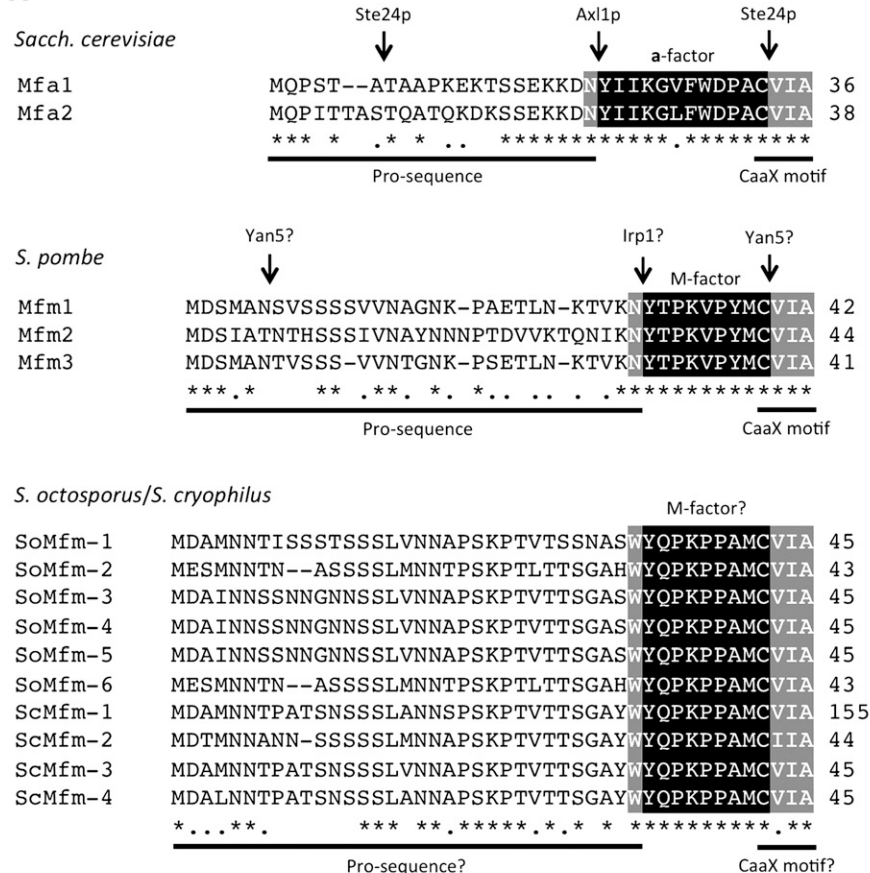 Ste24p Axl1p Ste24p
Sacch. cerevisiae
a-factor
Mfa1 MQPST--ATAAPKEKTSSEKKDNYIIKGVFWDPACVIA 36
Mfa2 MQPITTASTQATQKDKSSEKKDNYIIKGLFWDPACVIA 38
*** * .* * .. *************.*********
Pro-sequence CaaX motif
Yan5? Irp1? Yan5?
S. pombe
M-factor
Mfm1 MDSMANSVSSSSVVNAGNK-PAETLN-KTVKNYTPKVPYMCVIA 42
Mfm2 MDSIATNTHSSSIVNAYNNNPTDVVKTQNIKNYTPKVPYMCVIA 44
Mfm3 MDSMANTVSSS-VVNTGNK-PSETLN-KTVKNYTPKVPYMCVIA 41
***.* ** .**. *. *.. .. . .**************
Pro-sequence CaaX motif
S. octosporus/S. cryophilus
M-factor?
SoMfm-1 MDAMNNTISSSTSSSLVNNAPSKPTVTSSNASWYQPKPPAMCVIA 45
SoMfm-2 MESMNNTN--ASSSSLMNNTPSKPTLTTSGAHWYQPKPPAMCVIA 43
SoMfm-3 MDAINNSSNNGNNSSLVNNAPSKPTVTTSGASWYQPKPPAMCVIA 45
SoMfm-4 MDAINNSSNNGNNSSLVNNAPSKPTVTTSGASWYQPKPPAMCVIA 45
SoMfm-5 MDAINNSSNNGNNSSLVNNAPSKPTVTTSGASWYQPKPPAMCVIA 45
SoMfm-6 MESMNNTN--ASSSSLMNNTPSKPTLTTSGAHWYQPKPPAMCVIA 43
ScMfm-1 MDAMNNTPATSNSSSLANNSPSKPTVTTSGAYWYQPKPPAMCVIA 155
ScMfm-2 MDTMNNANN-SSSSSLMNNAPSKPTVTTSGAYWYQPKPPAMCIIA 44
ScMfm-3 MDAMNNTPATSNSSSLVNNAPSKPTVTTSGAYWYQPKPPAMCVIA 45
ScMfm-4 MDALNNTPATSNSSSLANNAPSKPTVTTSGAYWYQPKPPAMCVIA 45
*...**. *** **.*****.*.* * **********.**
Pro-sequence? CaaX motif?